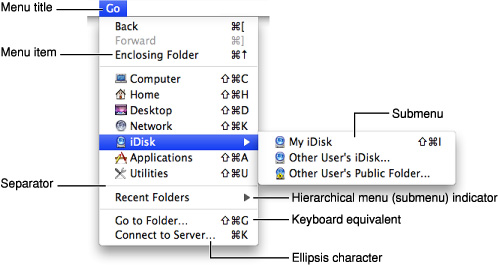 Menu title
Go
Back ⌘[
Forward ⌘]
Menu item
Enclosing Folder ⌘↑
Computer ⇧⌘C
Home ⇧⌘H
Desktop ⇧⌘D
Network ⇧⌘K
Submenu
iDisk
My iDisk ⇧⌘I
Applications ⇧⌘A
Other User's iDisk...
Utilities ⇧⌘U
Other User's Public Folder...
Separator
Recent Folders
Hierarchical menu (submenu) indicator
Go to Folder... ⇧⌘G
Keyboard equivalent
Connect to Server... ⌘K
Ellipsis character